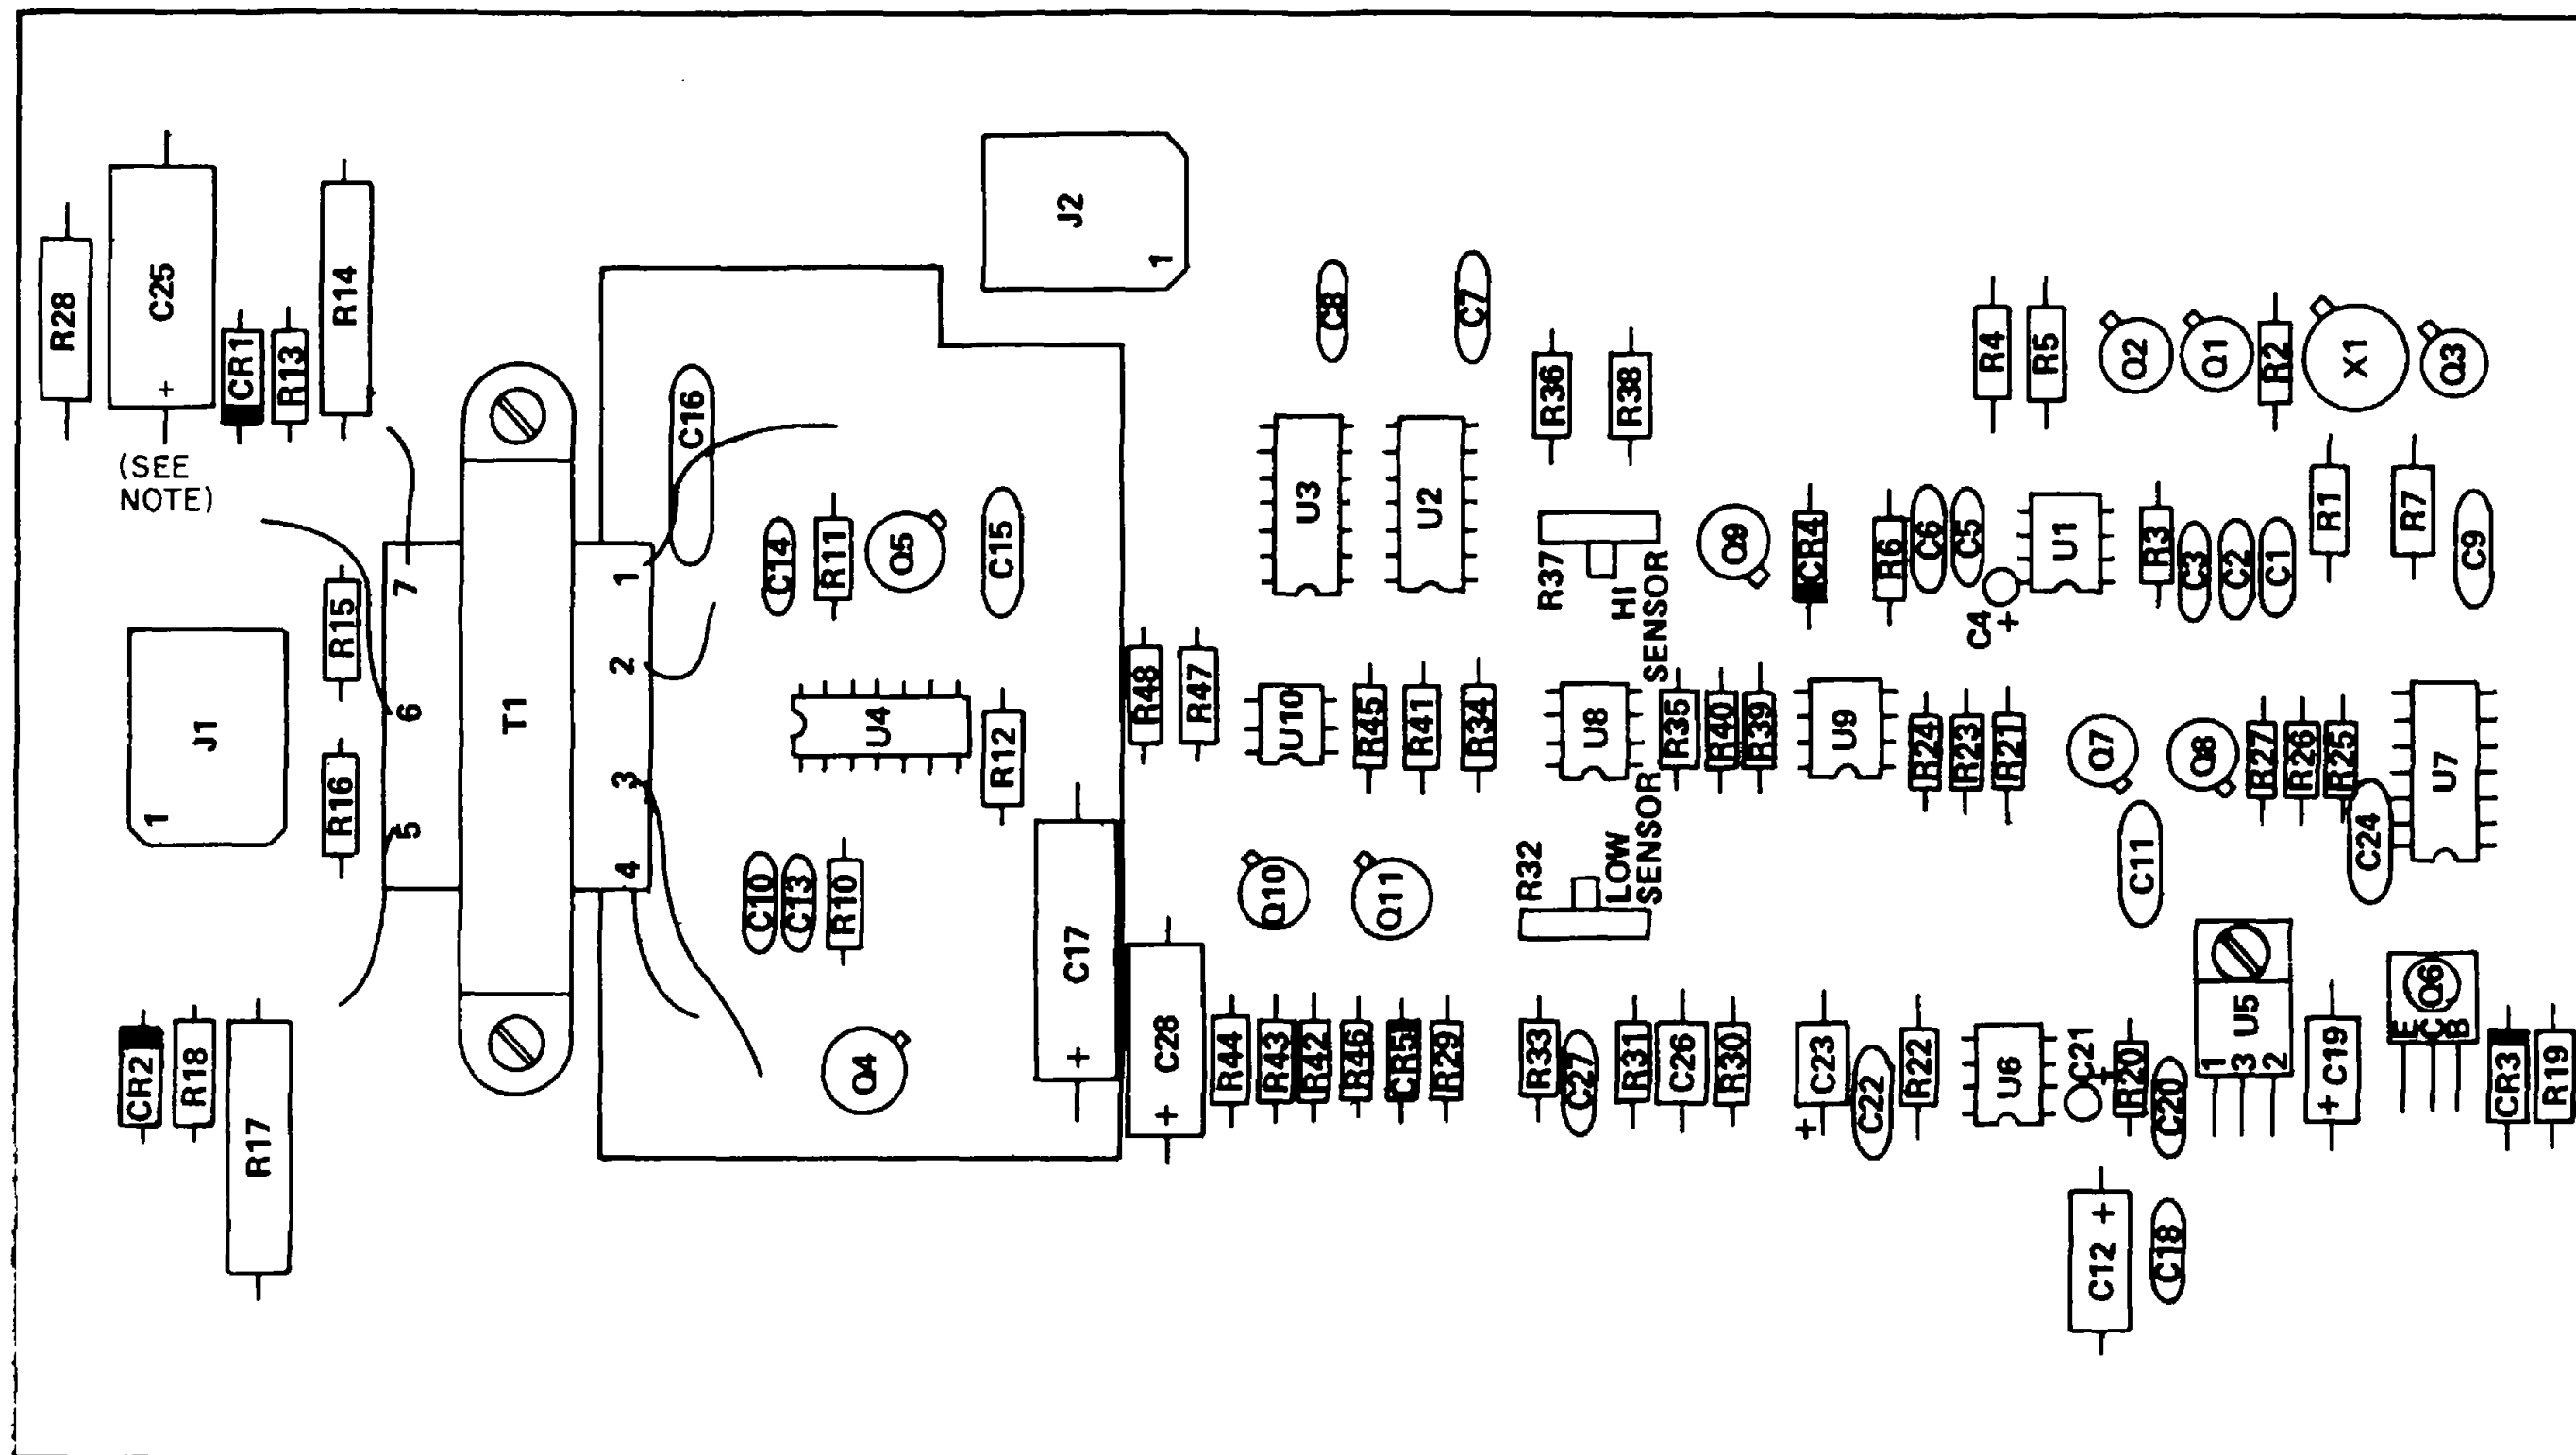 R28
C25
+
(SEE
NOTE)
CR1
R13
R14
J1
1
R15
R16
CR2
R18
R17
T1
7
6
5
1
2
3
4
C16
C14
R11
Q5
C15
U4
R12
C10
C13
R10
Q4
C17
+
J2
1
C28
+
R48
R47
C8
C7
U3
U2
U10
R45
R41
R34
Q10
Q11
R44
R43
R42
R46
CR5
R29
R36
R38
R37
HI
SENSOR
U8
R35
R40
R39
R32
LOW
SENSOR
R33
C27
R31
C26
R30
Q9
CR4
R6
C6
C5
C4
+
U1
U9
R24
R23
R21
C23
+
C22
R22
U6
C21
+
R20
C20
C12 +
C18
R4
R5
Q2
Q1
R2
X1
Q3
R3
C3
C2
C1
R1
R7
C9
Q7
Q8
R27
R26
R25
C24
U7
C11
U5
1
3
2
+ C19
Q6
E
C
B
CR3
R19